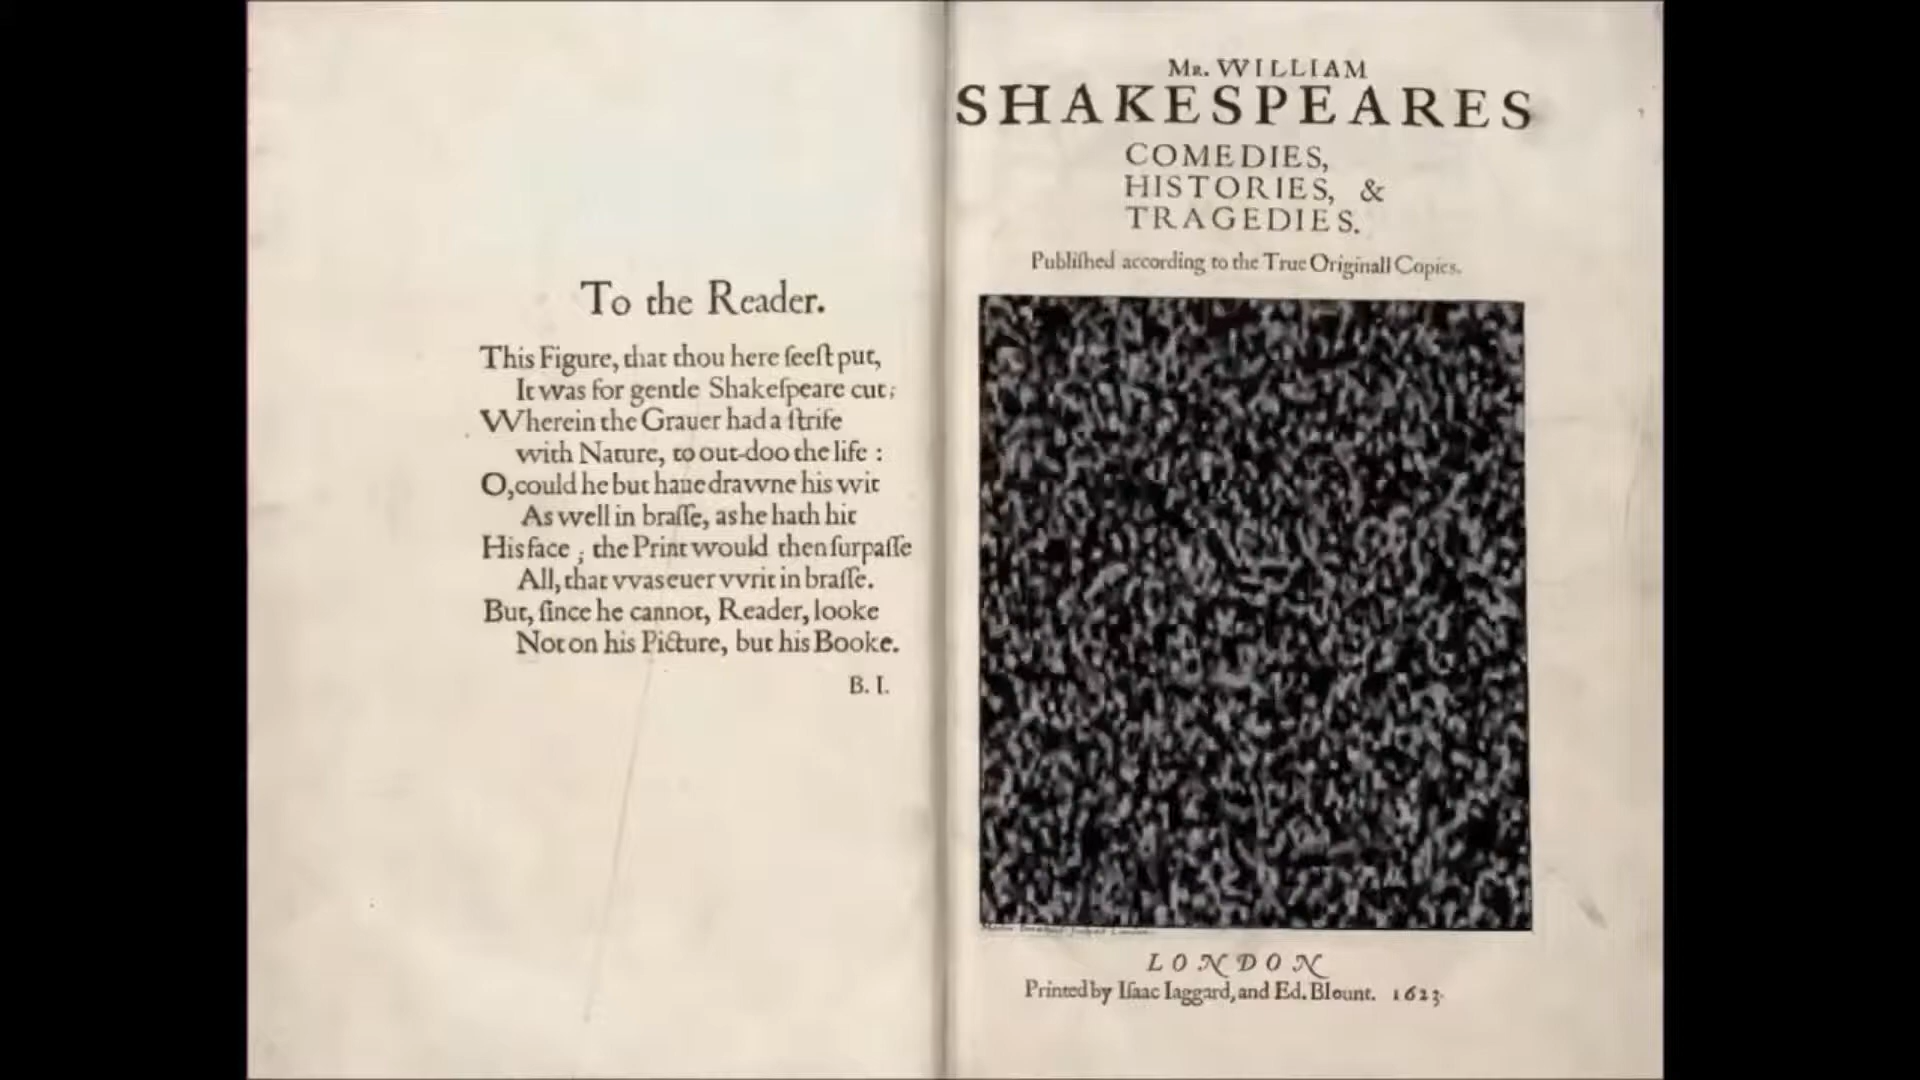 To the Reader.
This Figure, that thou here ſeeſt put,
It was for gentle Shakeſpeare cut;
Wherein the Grauer had a ſtrife
with Nature, to out-doo the life :
O, could he but haue dravvne his vvit
As vvell in braſſe, as he hath hit
His face ; the Print vvould then ſurpaſſe
All, that vvas euer vvrit in braſſe.
But, ſince he cannot, Reader, looke
Not on his Picture, but his Booke.
B. I.
Mr. WILLIAM
SHAKESPEARES
COMEDIES,
HISTORIES, &
TRAGEDIES.
Publiſhed according to the True Originall Copies.
LONDON
Printed by Iſaac Iaggard, and Ed. Blount. 1623.